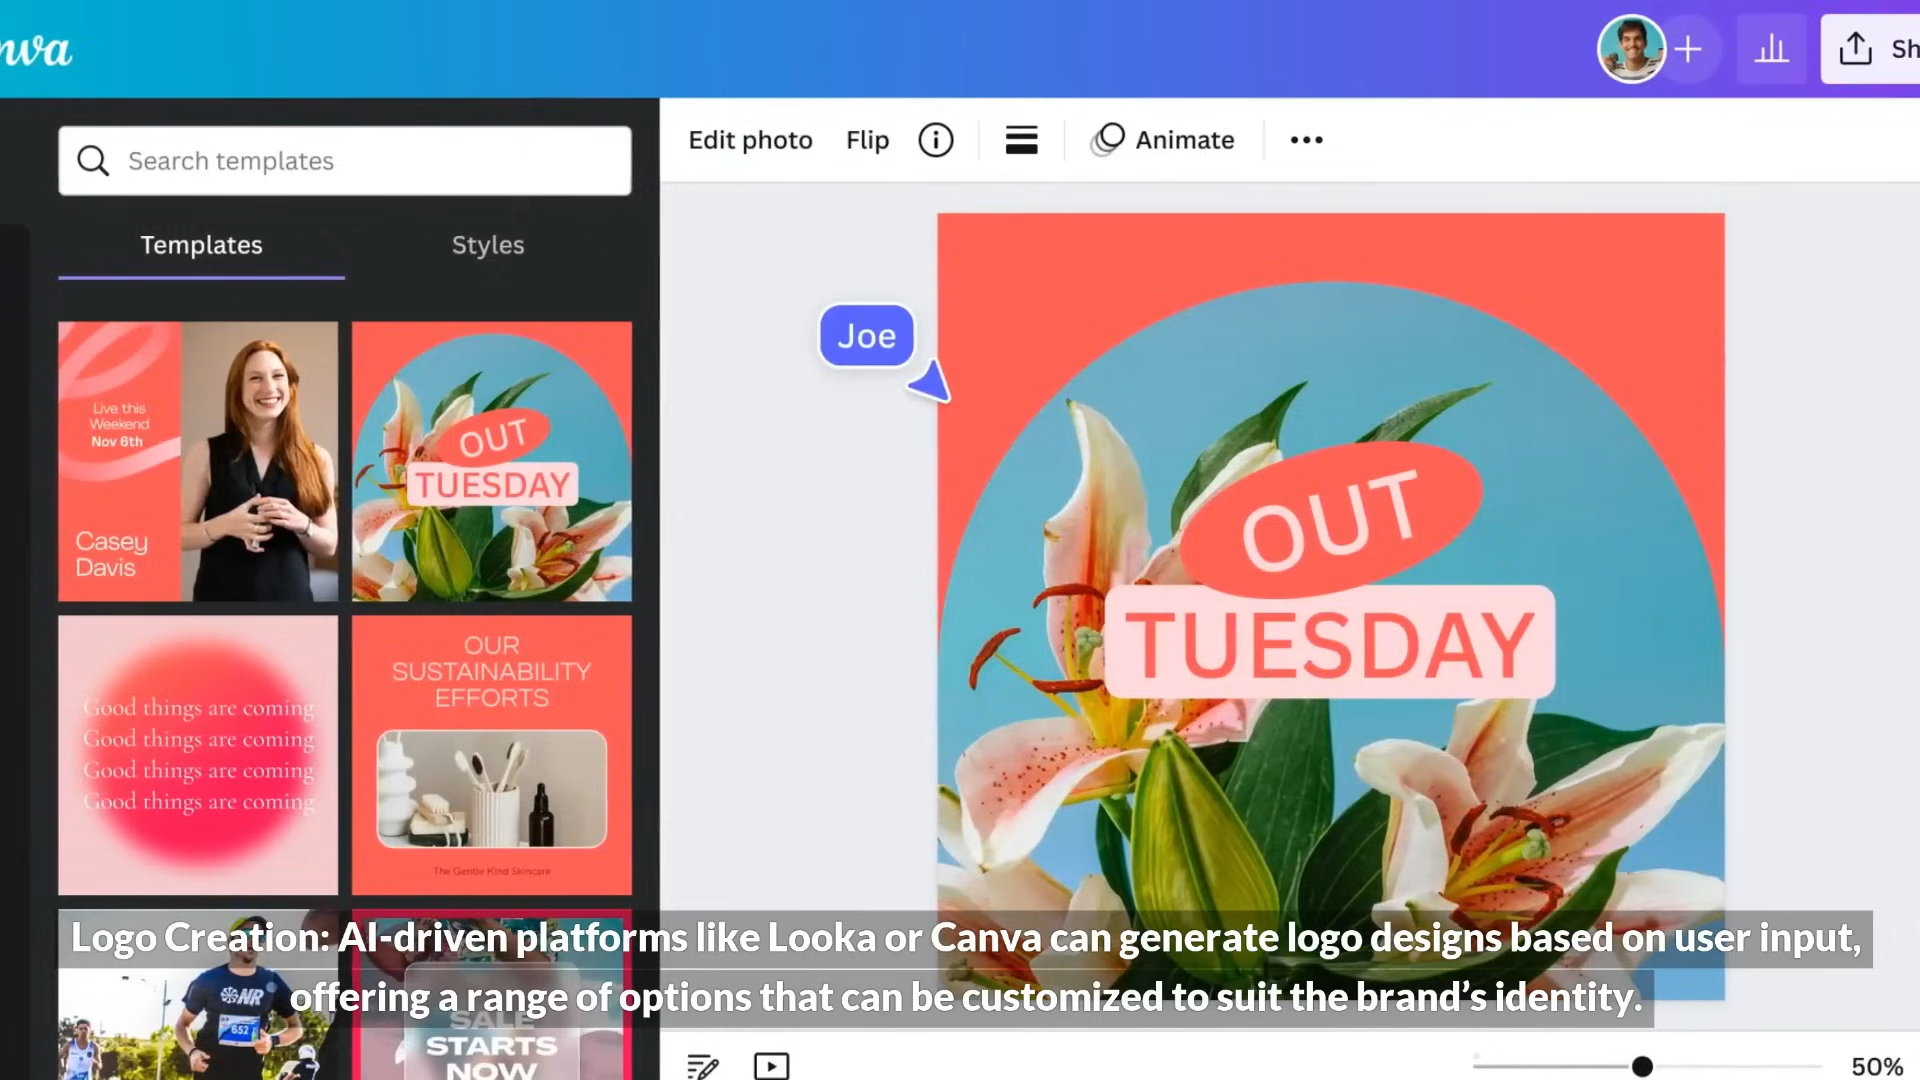 nva
Sh
Search templates
Edit photo Flip Animate
Templates Styles
Joe
Live this
Weekend
Nov 6th
Casey
Davis
OUT
TUESDAY
OUT
TUESDAY
Good things are coming
Good things are coming
Good things are coming
Good things are coming
OUR
SUSTAINABILITY
EFFORTS
The Gentle Kind Skincare
Logo Creation: AI-driven platforms like Looka or Canva can generate logo designs based on user input,
offering a range of options that can be customized to suit the brand’s identity.
NR
652
SALE
STARTS
NOW
50%